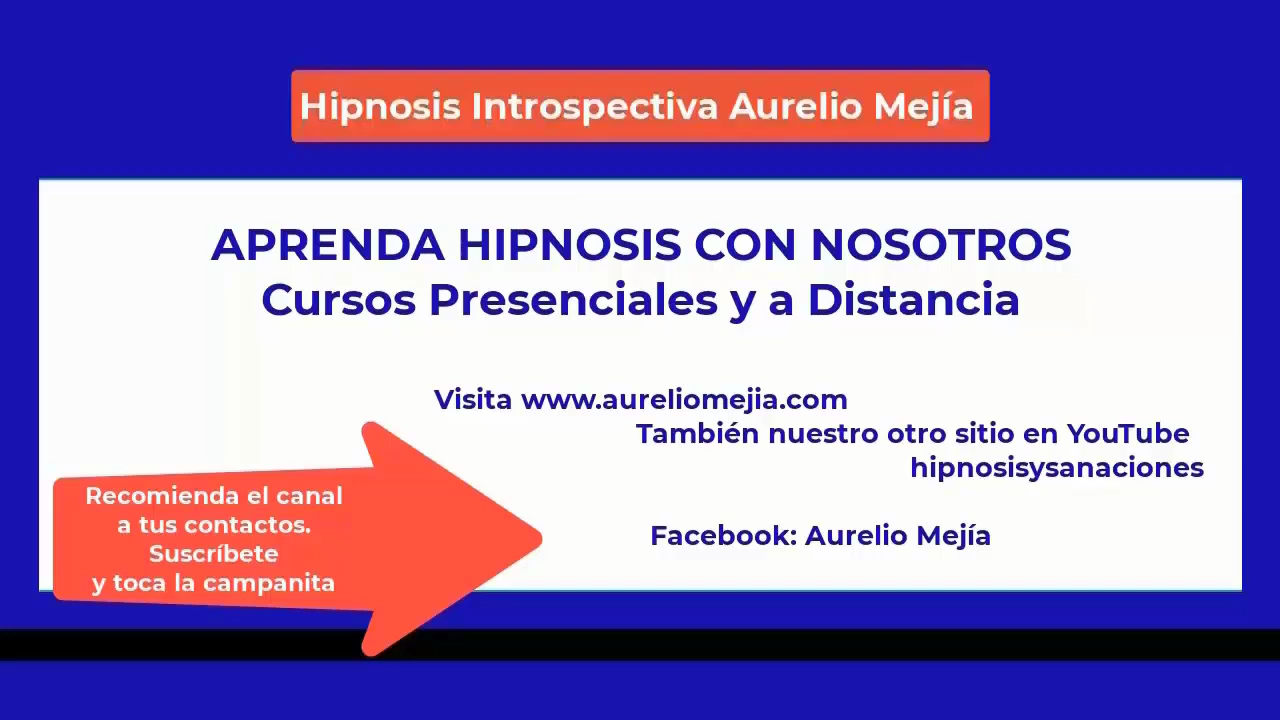 Hipnosis Introspectiva Aurelio Mejía
APRENDA HIPNOSIS CON NOSOTROS
Cursos Presenciales y a Distancia
Visita www.aureliomejia.com
También nuestro otro sitio en YouTube
hipnosisysanaciones
Facebook: Aurelio Mejía
Recomienda el canal
a tus contactos.
Suscríbete
y toca la campanita